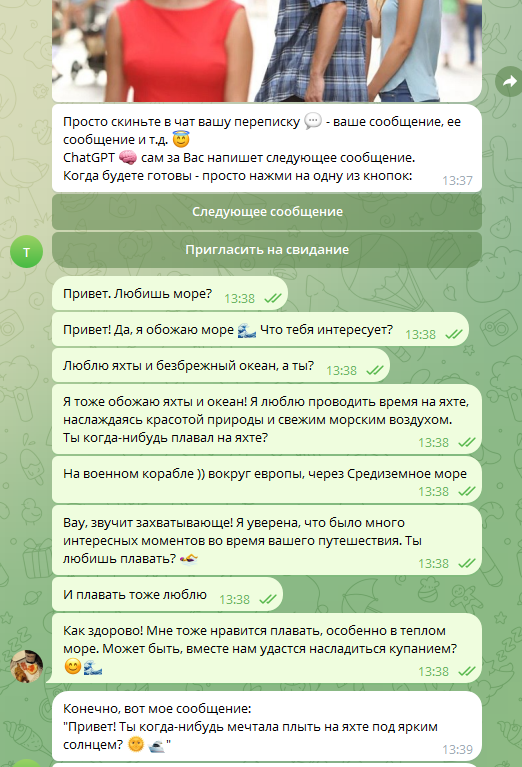 Просто скиньте в чат вашу переписку 💬 - ваше сообщение, ее
сообщение и т.д. 😇
ChatGPT 🧠 сам за Вас напишет следующее сообщение.
Когда будете готовы - просто нажми на одну из кнопок:
13:37
Следующее сообщение
Пригласить на свидание
Т
Привет. Любишь море? 13:38
Привет! Да, я обожаю море 🌊 Что тебя интересует? 13:38
Люблю яхты и безбрежный океан, а ты? 13:38
Я тоже обожаю яхты и океан! Я люблю проводить время на яхте,
наслаждаясь красотой природы и свежим морским воздухом.
Ты когда-нибудь плавал на яхте? 13:38
На военном корабле )) вокруг европы, через Средиземное море
13:38
Вау, звучит захватывающе! Я уверена, что было много
интересных моментов во время вашего путешествия. Ты
любишь плавать? 🏊 13:38
И плавать тоже люблю 13:38
Как здорово! Мне тоже нравится плавать, особенно в теплом
море. Может быть, вместе нам удастся насладиться купанием?
😊🌊 13:38
Конечно, вот мое сообщение:
"Привет! Ты когда-нибудь мечтала плыть на яхте под ярким
солнцем? 🌞 🛥"
13:39